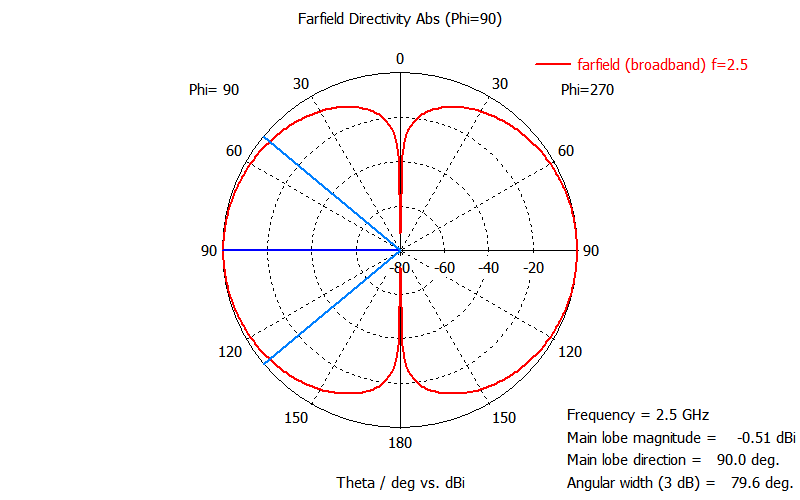 Farfield Directivity Abs (Phi=90)
farfield (broadband) f=2.5
Phi= 90
Phi=270
0
30
30
60
60
90
90
-80
-60
-40
-20
120
120
150
150
180
Theta / deg vs. dBi
Frequency = 2.5 GHz
Main lobe magnitude = -0.51 dBi
Main lobe direction = 90.0 deg.
Angular width (3 dB) = 79.6 deg.